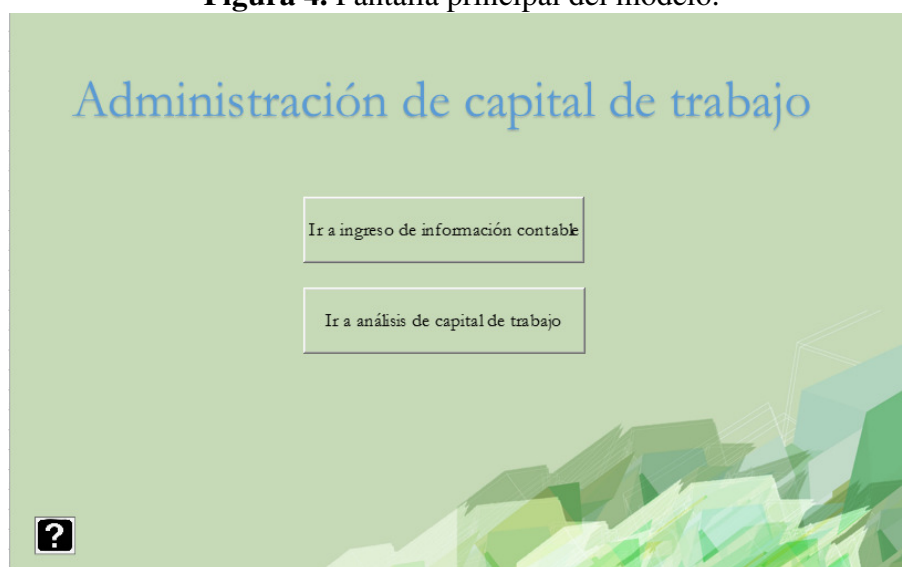 Figura 4. Pantalla principal del modelo.
Administración de capital de trabajo
Ir a ingreso de información contable
Ir a análisis de capital de trabajo
?